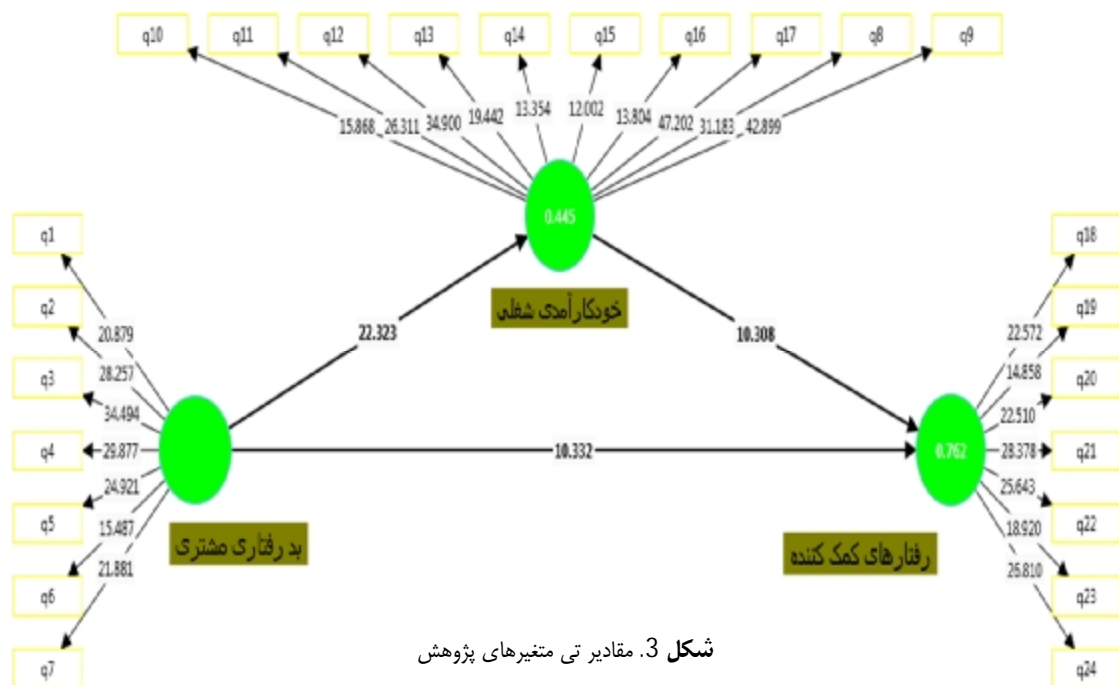 q10 q11 q12 q13 q14 q15 q16 q17 q8 q9
15.868 26.311 34.900 19.442 13.354 12.002 13.804 47.202 31.183 42.899
0.445
خودکارآمدی شغلی
q1
q2
q3
q4
q5
q6
q7
20.879
28.257
34.494
29.877
24.921
15.487
21.881
22.323
10.308
10.332
بد رفتاری مشتری
0.762
رفتارهای کمک کننده
q18
q19
q20
q21
q22
q23
q24
22.572
14.858
22.510
28.378
25.643
18.920
26.810
شکل 3. مقادیر تی متغیرهای پژوهش